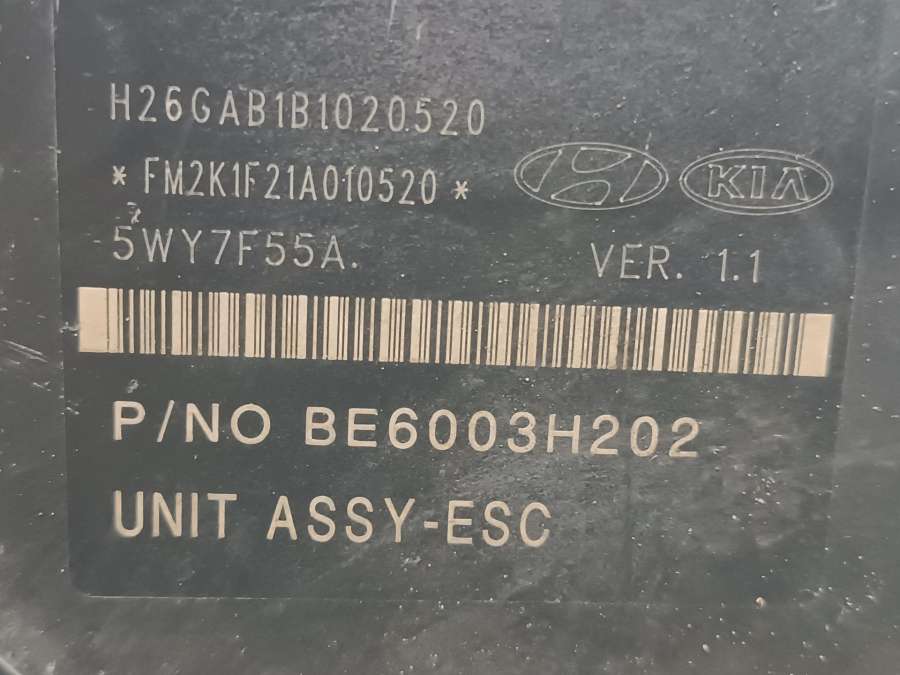 H26GAB1B1020520
*FM2K1F21A010520*
KIA
5WY7F55A.
VER. 1.1
P/NO BE6003H202
UNIT ASSY-ESC